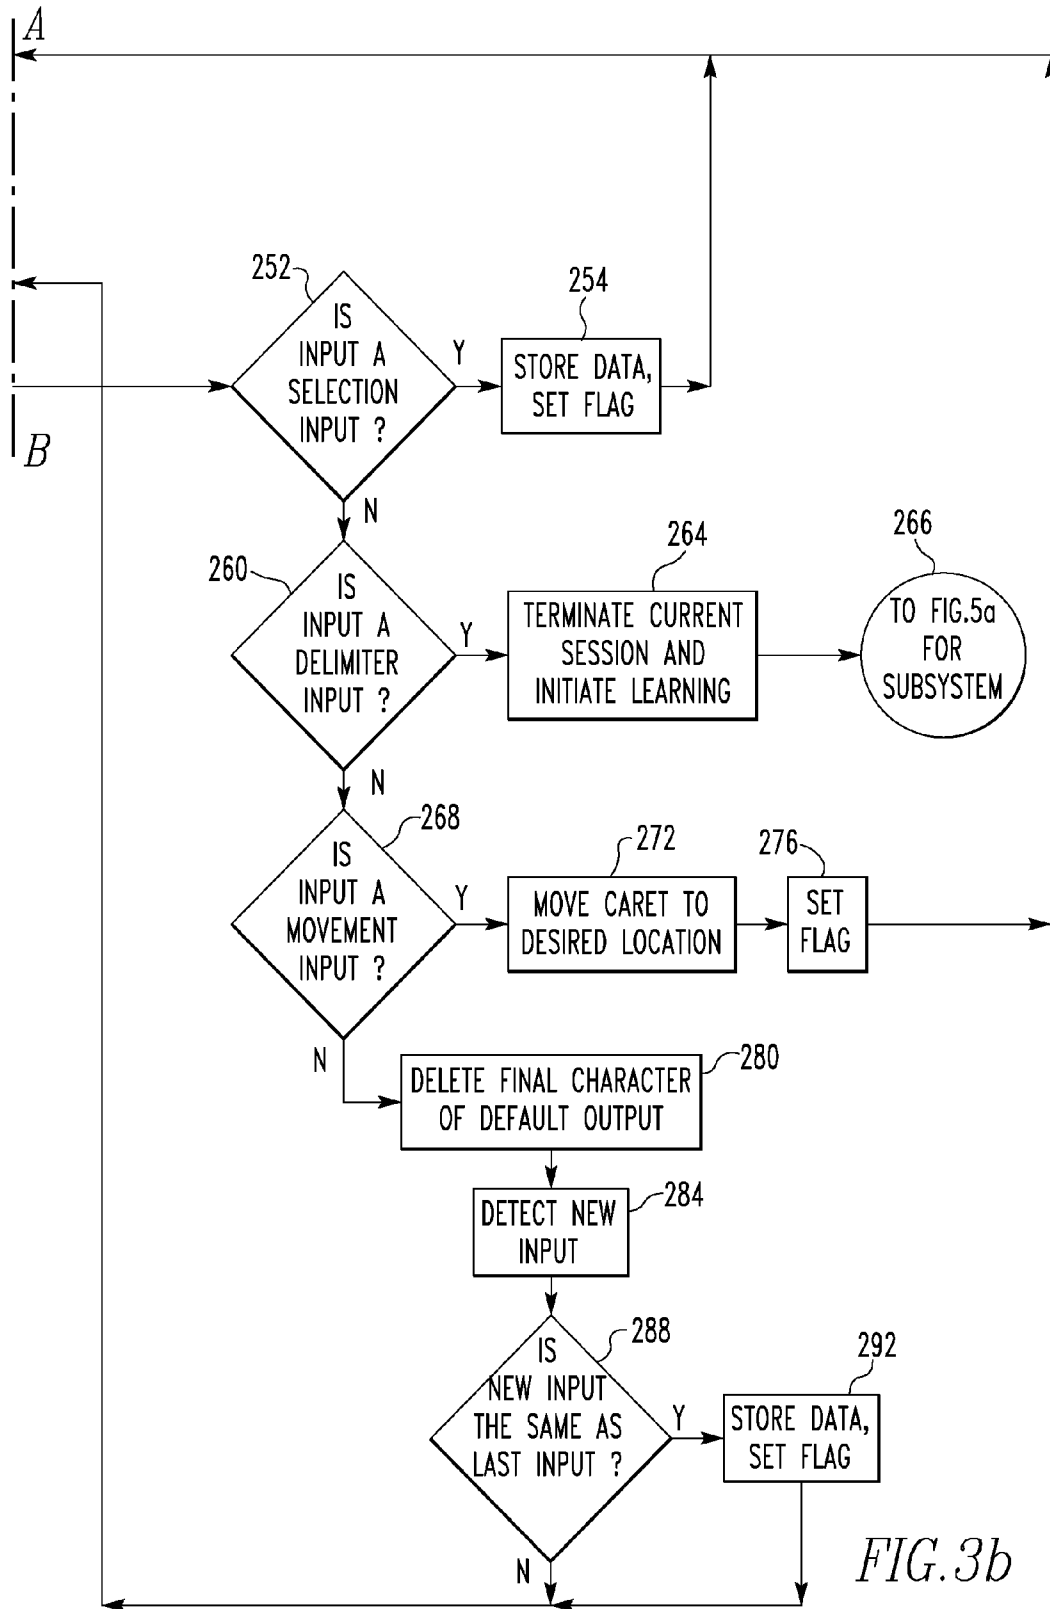 A
252
IS
INPUT A
SELECTION
INPUT ?
Y
254
STORE DATA,
SET FLAG
B
N
260
IS
INPUT A
DELIMITER
INPUT ?
Y
264
TERMINATE CURRENT
SESSION AND
INITIATE LEARNING
266
TO FIG.5a
FOR
SUBSYSTEM
N
268
IS
INPUT A
MOVEMENT
INPUT ?
Y
272
MOVE CARET TO
DESIRED LOCATION
276
SET
FLAG
N
280
DELETE FINAL CHARACTER
OF DEFAULT OUTPUT
284
DETECT NEW
INPUT
288
IS
NEW INPUT
THE SAME AS
LAST INPUT ?
Y
292
STORE DATA,
SET FLAG
N
FIG.3b